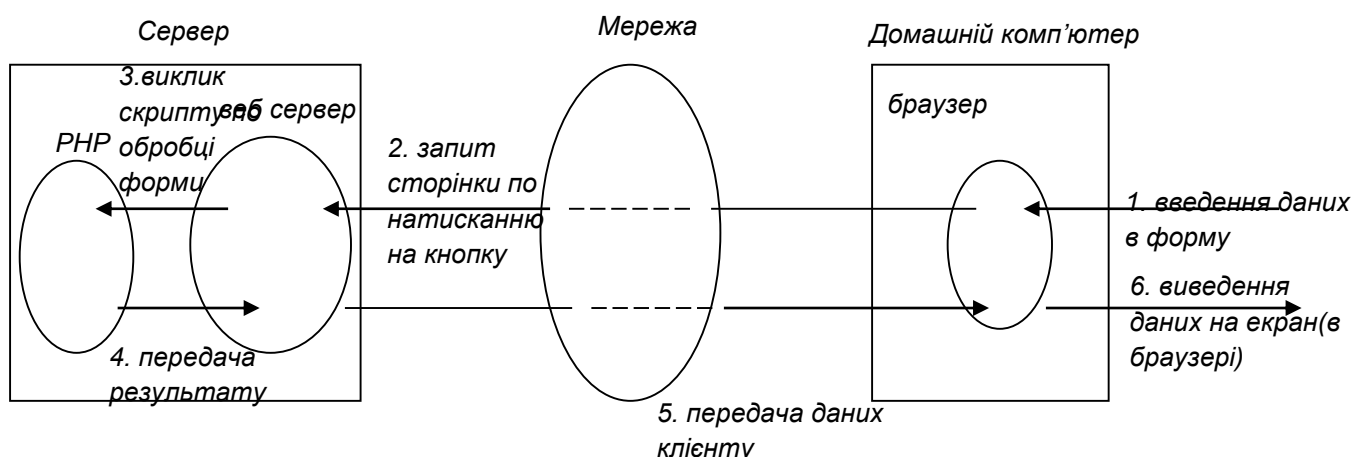 Сервер
Мережа
Домашній комп’ютер
3.виклик
скрипту по
обробці
форми
веб сервер
PHP
браузер
2. запит
сторінки по
натисканню
на кнопку
1. введення даних
в форму
6. виведення
даних на екран(в
браузері)
4. передача
результату
5. передача даних
клієнту